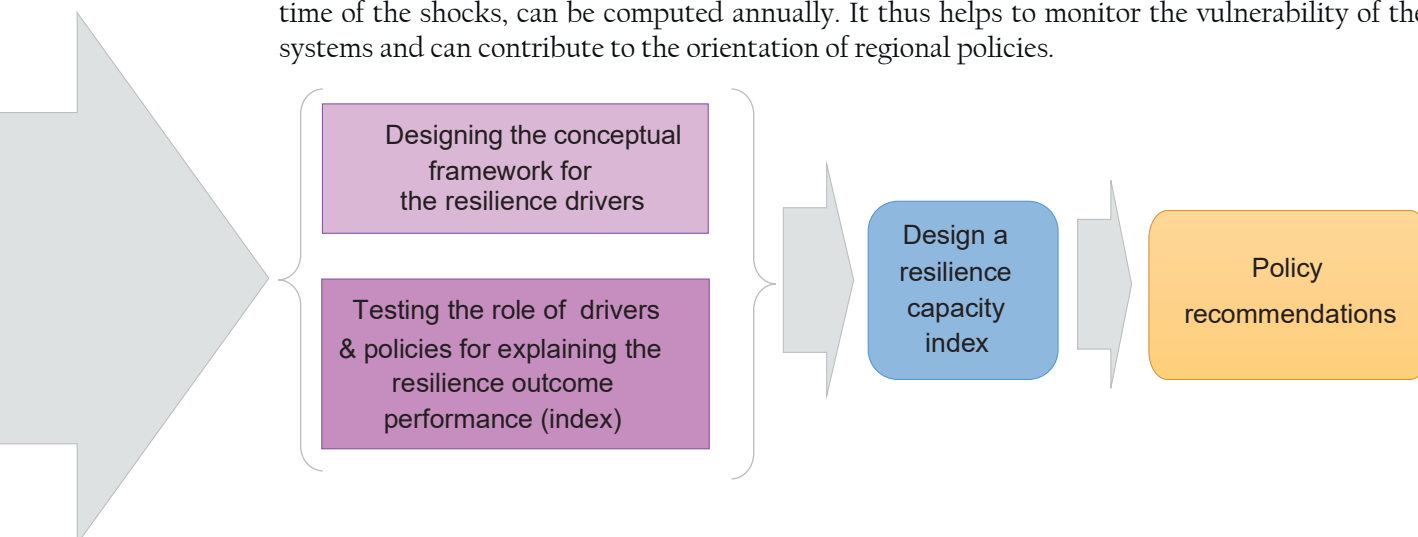 time of the shocks, can be computed annually. It thus helps to monitor the vulnerability of the
systems and can contribute to the orientation of regional policies.
Designing the conceptual
framework for
the resilience drivers
Testing the role of drivers
& policies for explaining the
resilience outcome
performance (index)
Design a
resilience
capacity
index
Policy
recommendations